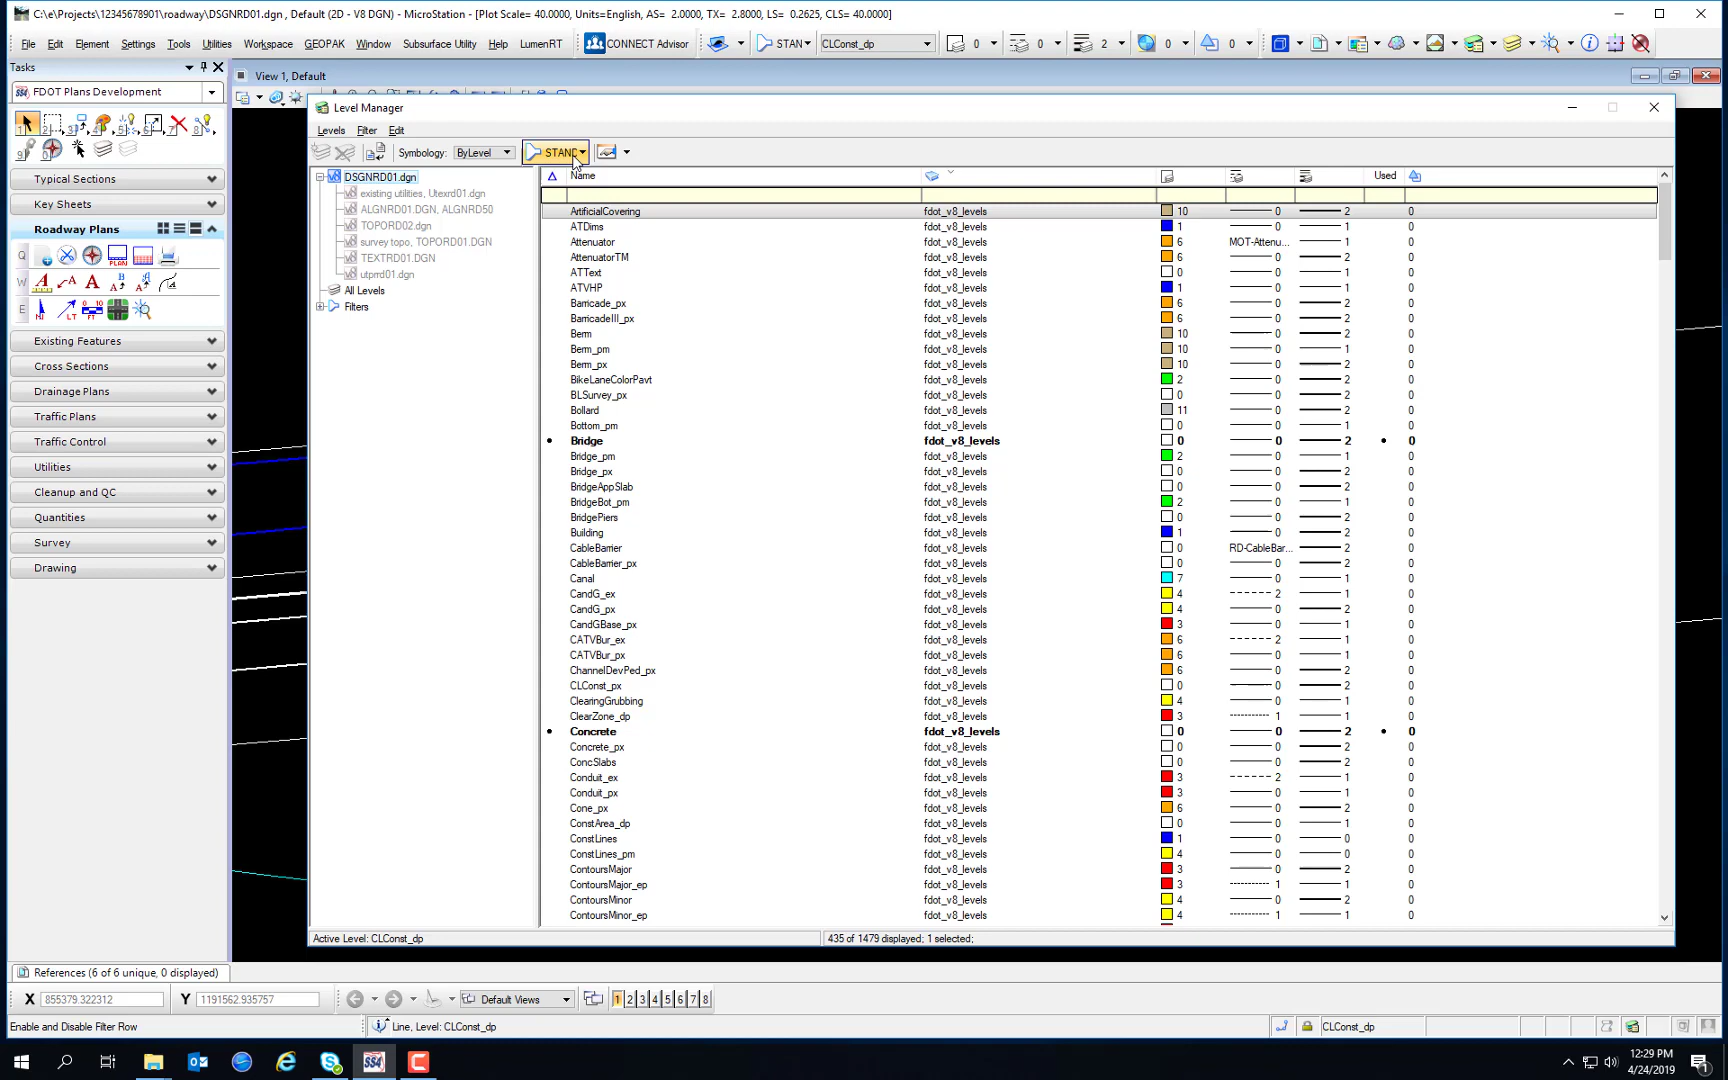 C:\e\Projects\12345678901\roadway\DSGNRD01.dgn , Default (2D - V8 DGN) - MicroStation - [Plot Scale= 40.0000, Units=English, AS= 2.0000, TX= 2.8000, LS= 0.2625, CLS= 40.0000]
File Edit Element Settings Tools Utilities Workspace GEOPAK Window Subsurface Utility Help LumenRT CONNECT Advisor STAN CLConst_dp 0 0 2 0 0
Tasks
View 1, Default
FDOT Plans Development
Level Manager
Levels Filter Edit
Symbology: ByLevel STAND
Typical Sections
Key Sheets
Roadway Plans
Existing Features
Cross Sections
Drainage Plans
Traffic Plans
Traffic Control
Utilities
Cleanup and QC
Quantities
Survey
Drawing
DSGNRD01.dgn
existing utilities, Utexrd01.dgn
ALGNRD01.DGN, ALGNRD50
TOPORD02.dgn
survey topo, TOPORD01.DGN
TEXTRD01.DGN
utprrd01.dgn
All Levels
Filters
Name Used
ArtificialCovering fdot_v8_levels 10 0 2 0
ATDims fdot_v8_levels 1 0 1 0
Attenuator fdot_v8_levels 6 MOT-Attenu... 1 0
AttenuatorTM fdot_v8_levels 6 0 1 0
ATText fdot_v8_levels 0 0 1 0
ATVHP fdot_v8_levels 1 0 1 0
Barricade_px fdot_v8_levels 6 0 2 0
BarricadeIII_px fdot_v8_levels 6 0 2 0
Berm fdot_v8_levels 10 0 2 0
Berm_pm fdot_v8_levels 10 0 1 0
Berm_px fdot_v8_levels 10 0 2 0
BikeLaneColorPavt fdot_v8_levels 2 0 2 0
BLSurvey_px fdot_v8_levels 0 0 2 0
Bollard fdot_v8_levels 11 0 2 0
Bottom_pm fdot_v8_levels 0 0 1 0
Bridge fdot_v8_levels 0 0 2 0
Bridge_pm fdot_v8_levels 2 0 1 0
Bridge_px fdot_v8_levels 0 0 2 0
BridgeAppSlab fdot_v8_levels 0 0 2 0
BridgeBot_pm fdot_v8_levels 2 0 1 0
BridgePiers fdot_v8_levels 0 0 2 0
Building fdot_v8_levels 1 0 2 0
CableBarrier fdot_v8_levels 0 RD-CableBar... 2 0
CableBarrier_px fdot_v8_levels 0 0 2 0
Canal fdot_v8_levels 7 0 1 0
CandG_ex fdot_v8_levels 4 2 1 0
CandG_px fdot_v8_levels 4 0 2 0
CandGBase_px fdot_v8_levels 3 0 1 0
CATVBur_ex fdot_v8_levels 6 2 1 0
CATVBur_px fdot_v8_levels 6 0 1 0
ChannelDevPed_px fdot_v8_levels 6 0 2 0
CLConst_px fdot_v8_levels 0 0 2 0
ClearingGrubbing fdot_v8_levels 4 0 1 0
ClearZone_dp fdot_v8_levels 3 1 1 0
Concrete fdot_v8_levels 0 0 2 0
Concrete_px fdot_v8_levels 0 0 2 0
ConcSlabs fdot_v8_levels 0 0 2 0
Conduit_ex fdot_v8_levels 3 2 1 0
Conduit_px fdot_v8_levels 3 0 1 0
Cone_px fdot_v8_levels 6 0 2 0
ConstArea_dp fdot_v8_levels 0 0 1 0
ConstLines fdot_v8_levels 1 0 0 0
ConstLines_pm fdot_v8_levels 4 0 0 0
ContoursMajor fdot_v8_levels 3 0 2 0
ContoursMajor_ep fdot_v8_levels 3 1 1 0
ContoursMinor fdot_v8_levels 4 0 2 0
ContoursMinor_ep fdot_v8_levels 4 1 1 0
Active Level: CLConst_dp 435 of 1479 displayed; 1 selected;
References (6 of 6 unique, 0 displayed)
X 855379.322312 Y 1191562.935757 Default Views 1 2 3 4 5 6 7 8
Enable and Disable Filter Row Line, Level: CLConst_dp CLConst_dp
12:29 PM
4/24/2019